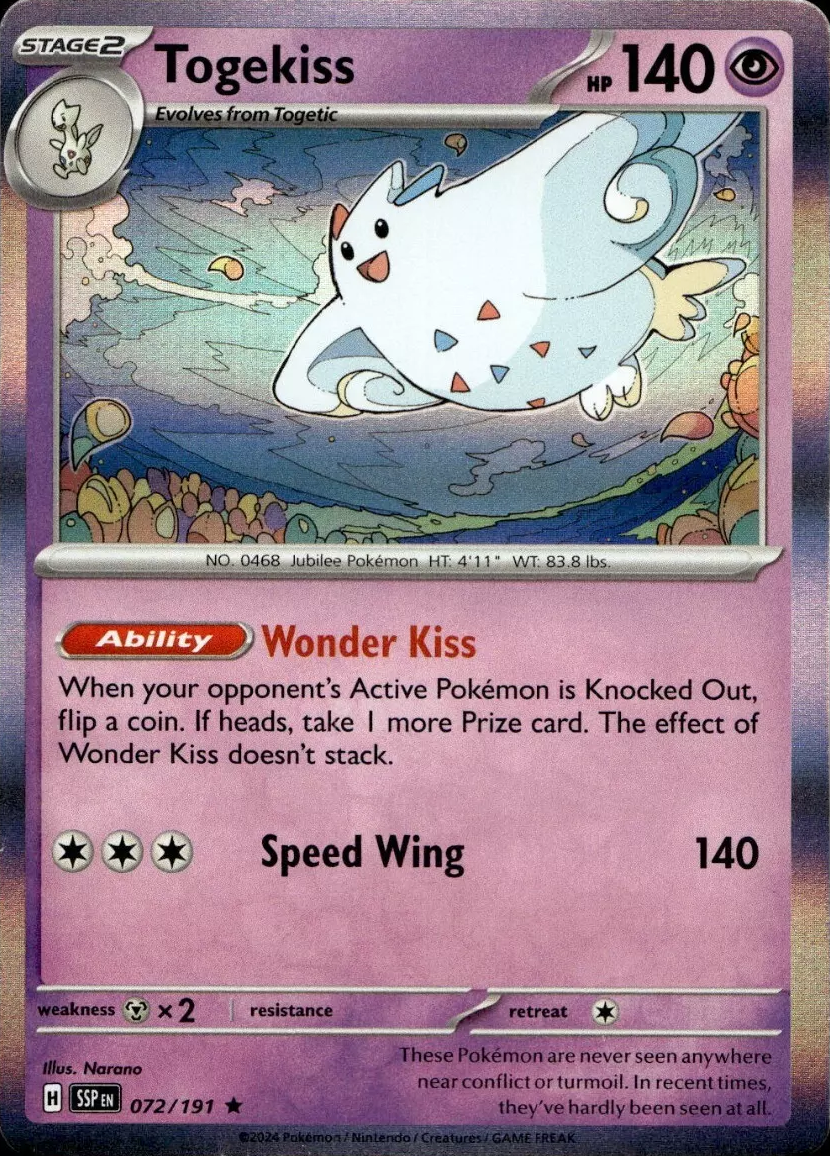 STAGE2
Togekiss
HP 140
Evolves from Togetic
NO. 0468 Jubilee Pokémon HT: 4'11" WT: 83.8 lbs.
Ability Wonder Kiss
When your opponent's Active Pokémon is Knocked Out,
flip a coin. If heads, take 1 more Prize card. The effect of
Wonder Kiss doesn't stack.
Speed Wing 140
weakness ×2 resistance retreat
Illus. Narano
These Pokémon are never seen anywhere
near conflict or turmoil. In recent times,
they've hardly been seen at all.
H SSP EN 072/191
©2024 Pokémon / Nintendo / Creatures / GAME FREAK